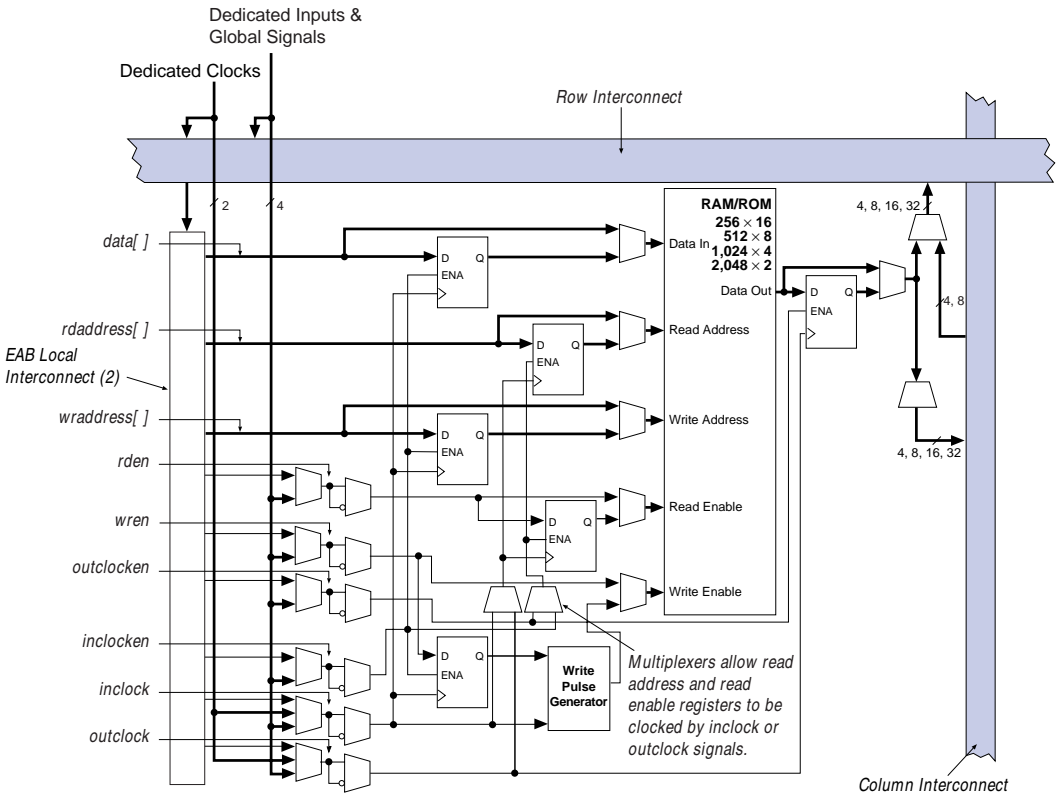 Dedicated Inputs &
Global Signals
Dedicated Clocks
Row Interconnect
2
4
RAM/ROM
256 × 16
512 × 8
1,024 × 4
2,048 × 2
4, 8, 16, 32
data[ ]
D
Q
ENA
Data In
Data Out
D
Q
ENA
4, 8
rdaddress[ ]
D
Q
ENA
Read Address
EAB Local
Interconnect (2)
wraddress[ ]
D
Q
ENA
Write Address
4, 8, 16, 32
rden
Read Enable
D
Q
ENA
wren
outclocken
Write Enable
inclocken
D
Q
ENA
Write
Pulse
Generator
Multiplexers allow read
address and read
enable registers to be
clocked by inclock or
outclock signals.
inclock
outclock
Column Interconnect